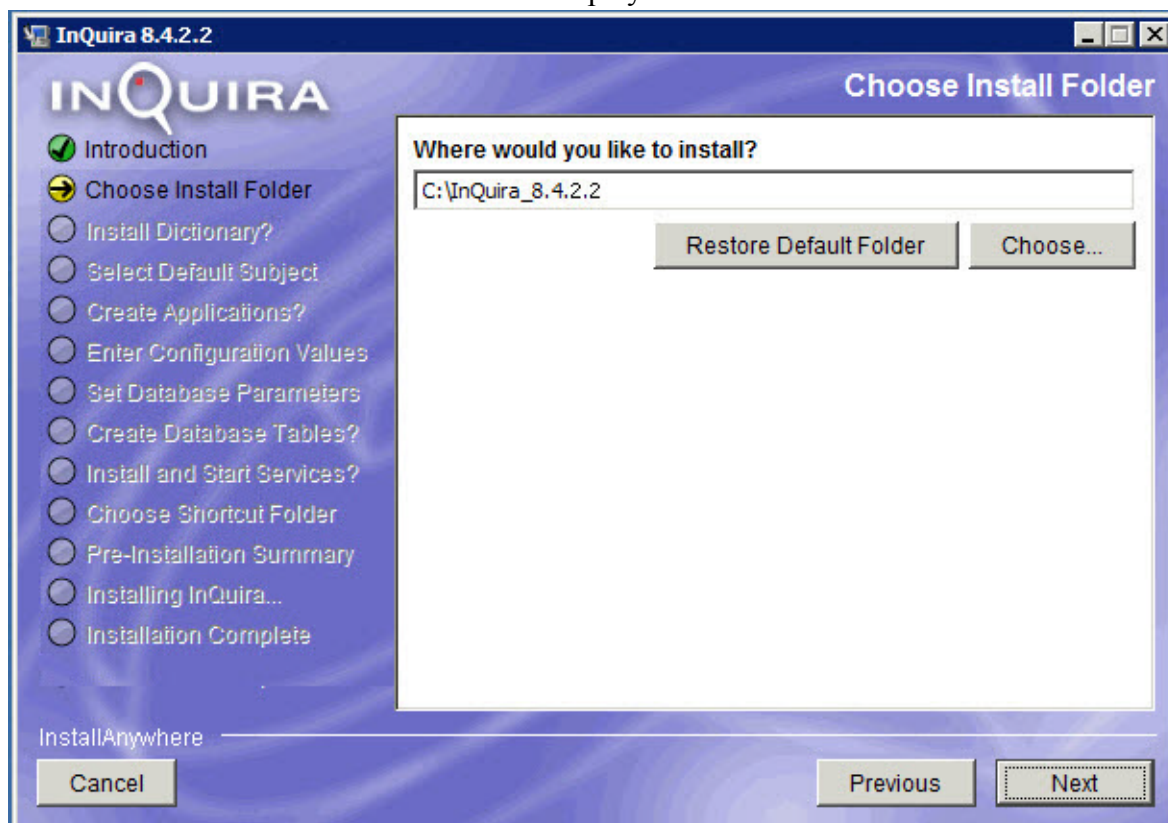 InQuira 8.4.2.2
INQUIRA
Choose Install Folder
Introduction
Choose Install Folder
Install Dictionary?
Select Default Subject
Create Applications?
Enter Configuration Values
Set Database Parameters
Create Database Tables?
Install and Start Services?
Choose Shortcut Folder
Pre-Installation Summary
Installing InQuira...
Installation Complete
Where would you like to install?
C:\InQuira_8.4.2.2
Restore Default Folder
Choose...
InstallAnywhere
Cancel
Previous
Next